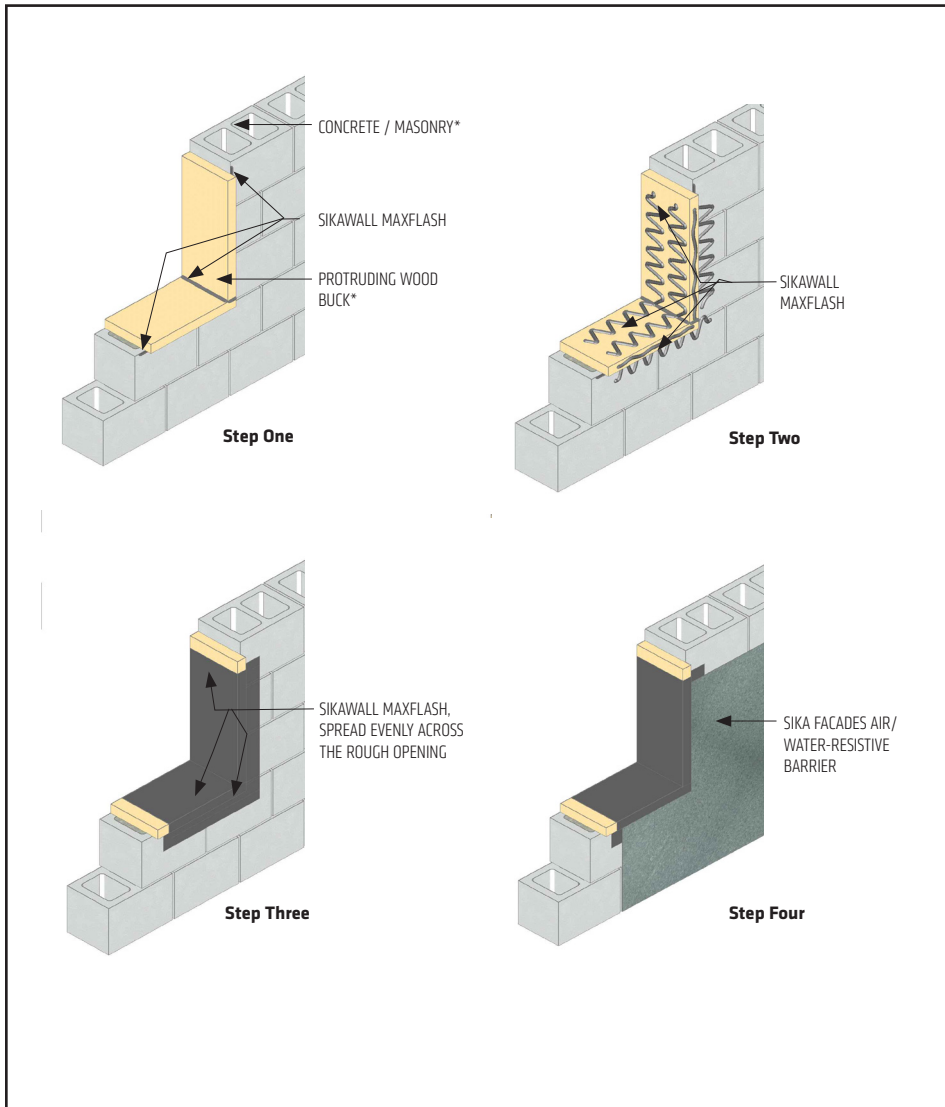 CONCRETE / MASONRY*
SIKAWALL MAXFLASH
PROTRUDING WOOD
BUCK*
Step One
SIKAWALL
MAXFLASH
Step Two
SIKAWALL MAXFLASH,
SPREAD EVENLY ACROSS
THE ROUGH OPENING
Step Three
SIKA FACADES AIR/
WATER-RESISTIVE
BARRIER
Step Four